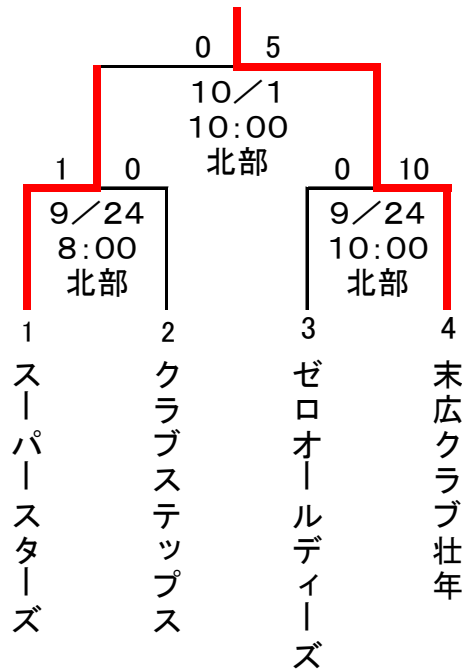 0 5
10／1
10:00
北部
1 0
9／24
8:00
北部
0 10
9／24
10:00
北部
1
スーパースターズ
2
クラブステップス
3
ゼロオールディーズ
4
末広クラブ壮年